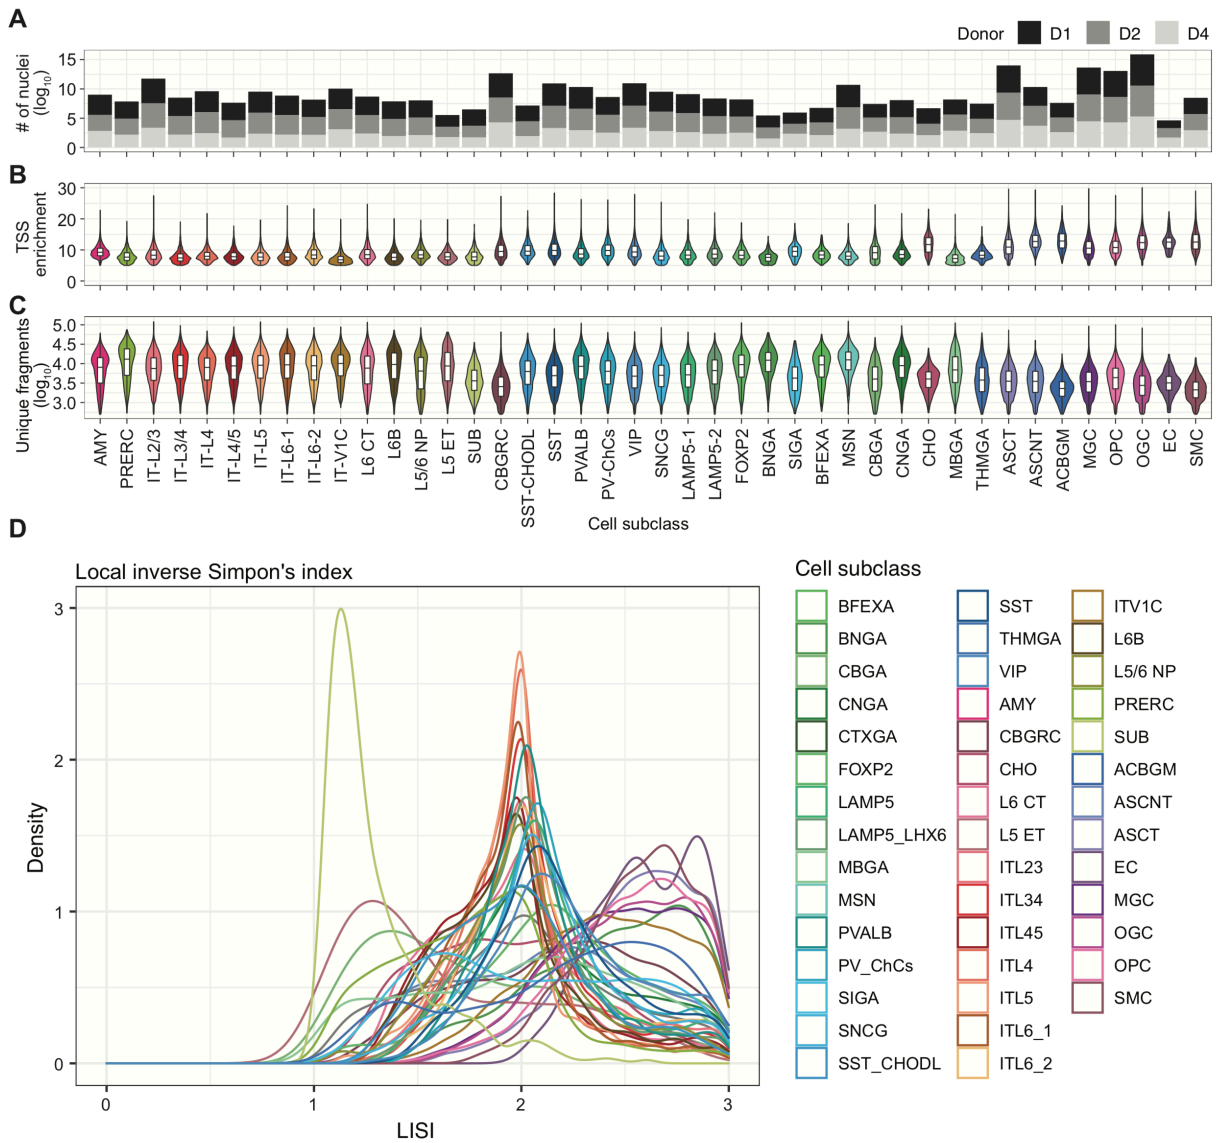 A
Donor D1 D2 D4
# of nuclei
(log10)
15
10
5
0
B
TSS
enrichment
30
20
10
0
C
Unique fragments
(log10)
5.0
4.5
4.0
3.5
3.0
AMY
PRERC
IT-L2/3
IT-L3/4
IT-L4
IT-L4/5
IT-L5
IT-L6-1
IT-L6-2
IT-V1C
L6 CT
L6B
L5/6 NP
L5 ET
SUB
CBGRC
SST-CHODL
SST
PVALB
PV-ChCs
VIP
SNCG
LAMP5-1
LAMP5-2
FOXP2
BNGA
SIGA
BFEXA
MSN
CBGA
CNGA
CHO
MBGA
THMGA
ASCT
ASCNT
ACBGM
MGC
OPC
OGC
EC
SMC
Cell subclass
D
Local inverse Simpon's index
Density
3
2
1
0
0 1 2 3
LISI
Cell subclass
BFEXA
BNGA
CBGA
CNGA
CTXGA
FOXP2
LAMP5
LAMP5_LHX6
MBGA
MSN
PVALB
PV_ChCs
SIGA
SNCG
SST_CHODL
SST
THMGA
VIP
AMY
CBGRC
CHO
L6 CT
L5 ET
ITL23
ITL34
ITL45
ITL4
ITL5
ITL6_1
ITL6_2
ITV1C
L6B
L5/6 NP
PRERC
SUB
ACBGM
ASCNT
ASCT
EC
MGC
OGC
OPC
SMC